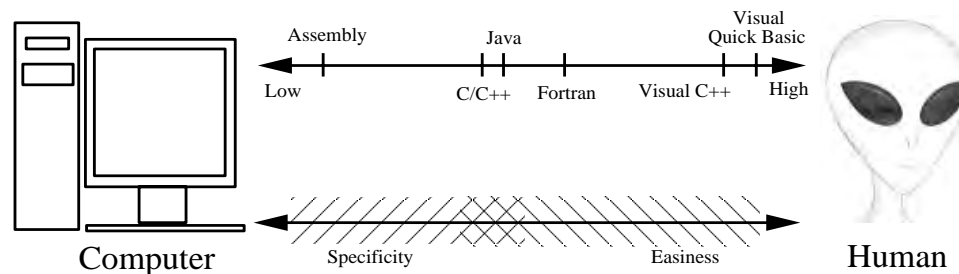 Visual
Assembly Java Quick Basic
Low C/C++ Fortran Visual C++ High
Specificity Easiness
Computer Human